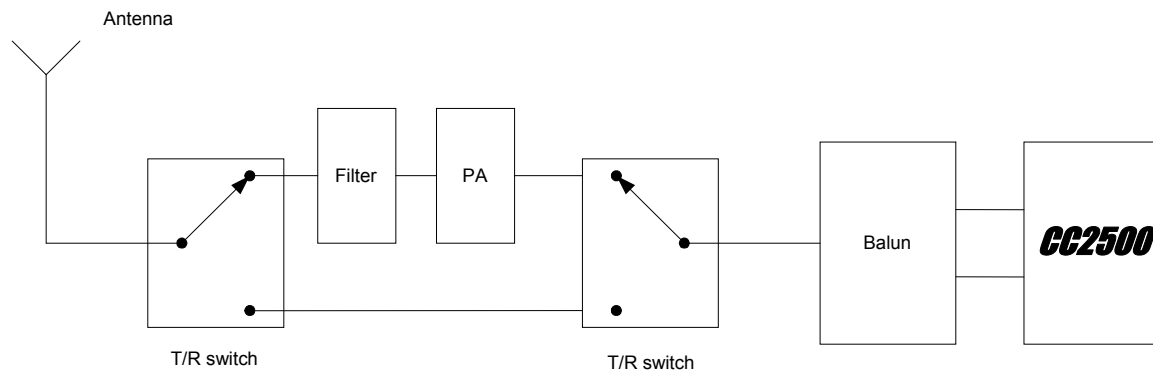 Antenna
Filter
PA
Balun
CC2500
T/R switch
T/R switch